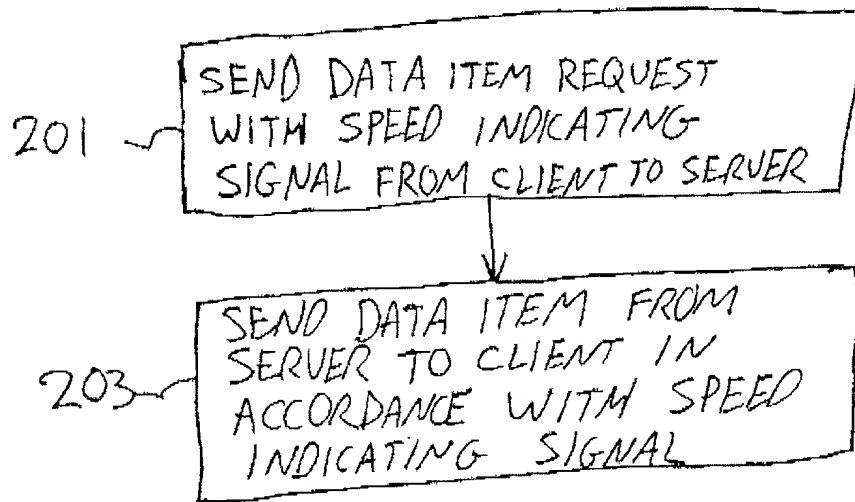 SEND DATA ITEM REQUEST
WITH SPEED INDICATING
SIGNAL FROM CLIENT TO SERVER
201
SEND DATA ITEM FROM
SERVER TO CLIENT IN
ACCORDANCE WITH SPEED
INDICATING SIGNAL
203